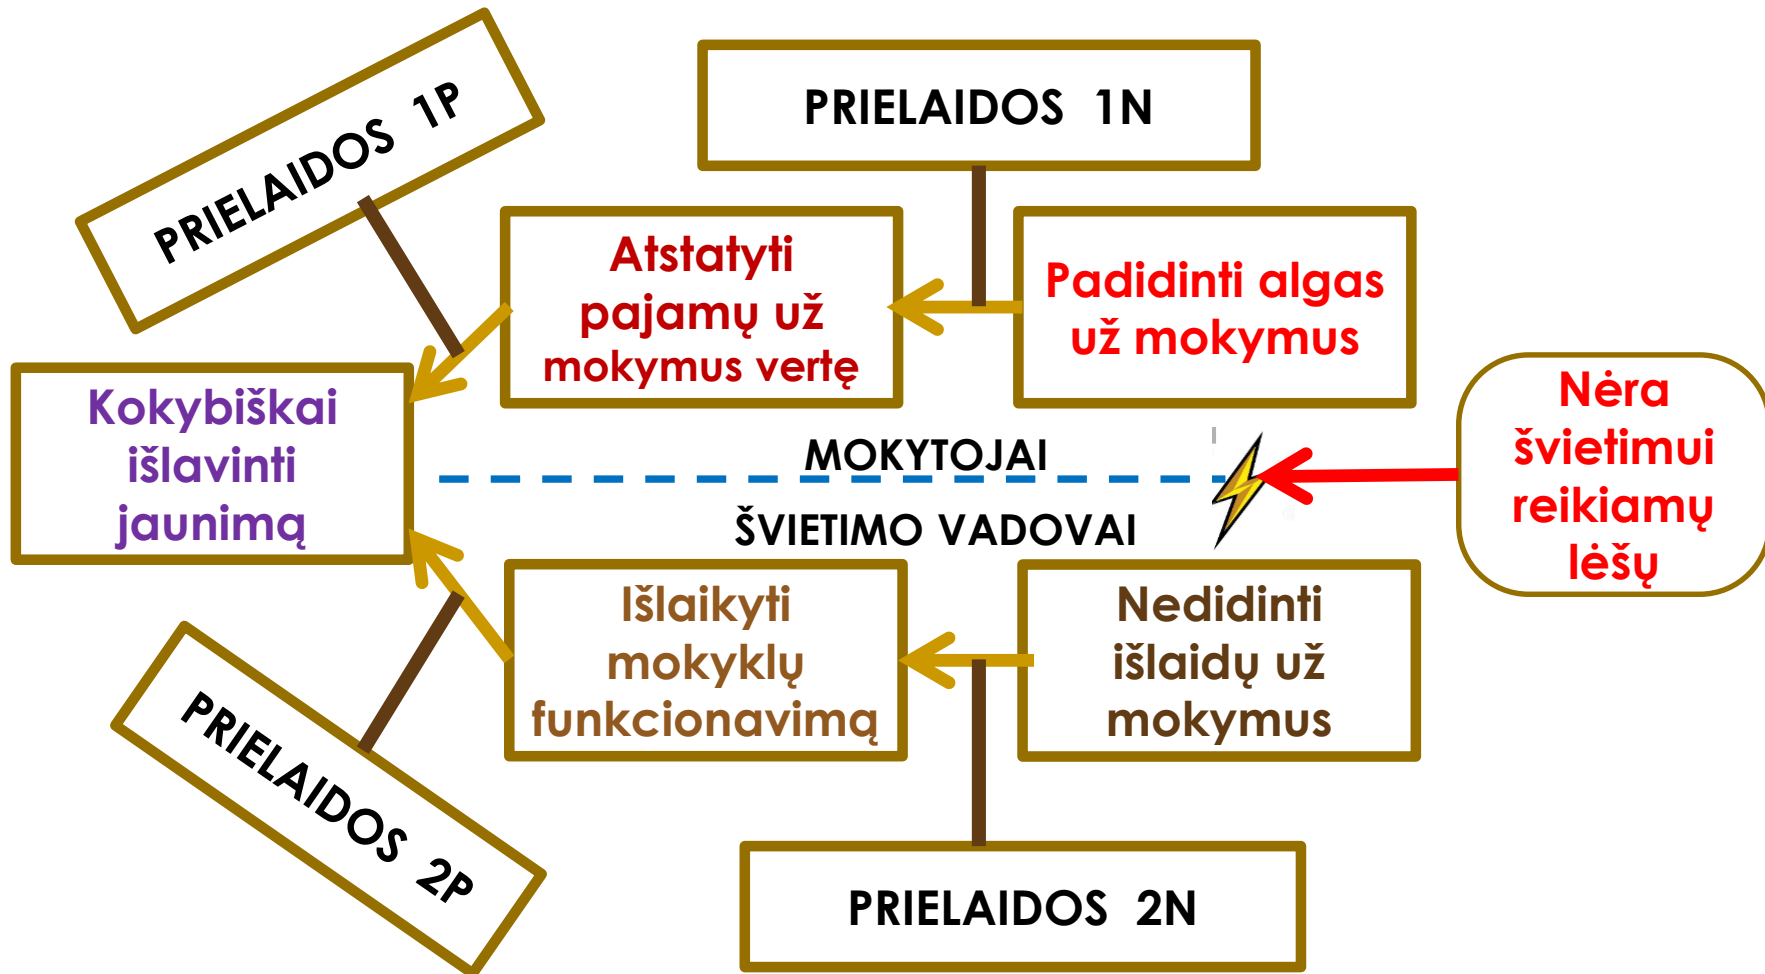 PRIELAIDOS 1P
PRIELAIDOS 1N
Atstatyti
pajamų už
mokymus vertę
Padidinti algas
už mokymus
Kokybiškai
išlavinti
jaunimą
MOKYTOJAI
ŠVIETIMO VADOVAI
Nėra
švietimui
reikiamų
lėšų
Išlaikyti
mokyklų
funkcionavimą
Nedidinti
išlaidų už
mokymus
PRIELAIDOS 2P
PRIELAIDOS 2N